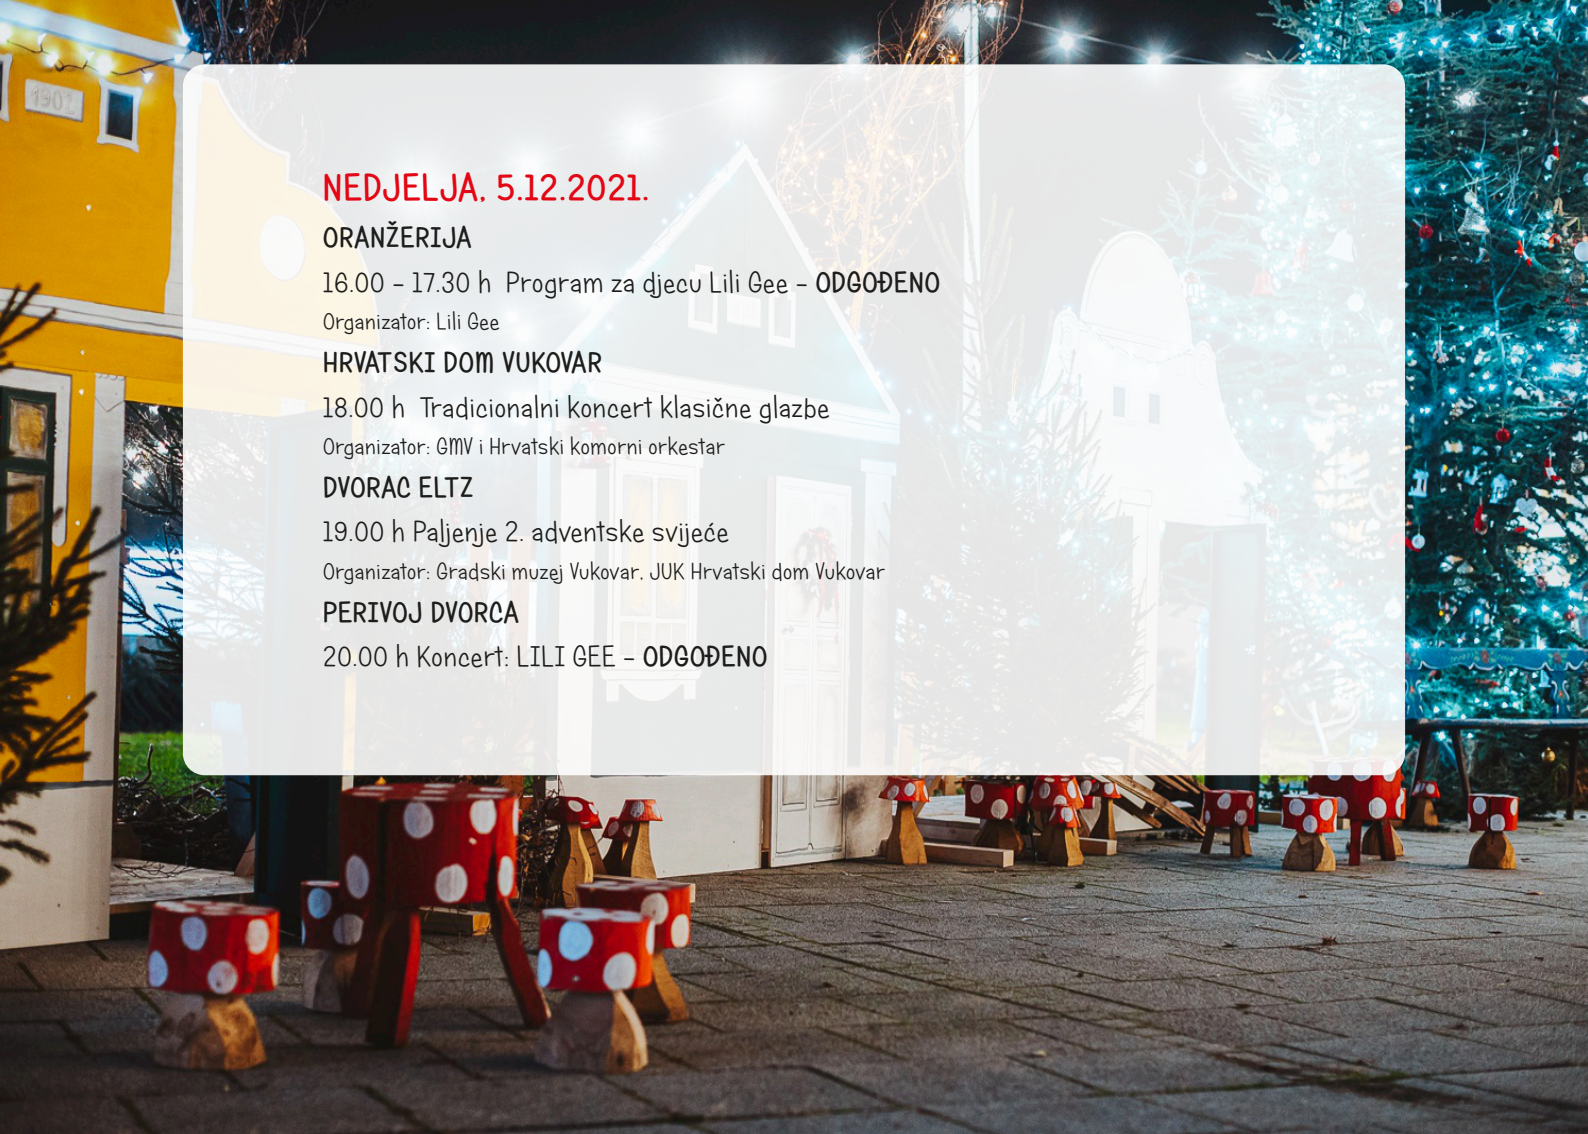 1902
NEDJELJA, 5.12.2021.
ORANŽERIJA
16.00 – 17.30 h  Program za djecu Lili Gee – ODGOĐENO
Organizator: Lili Gee
HRVATSKI DOM VUKOVAR
18.00 h  Tradicionalni koncert klasične glazbe
Organizator: GMV i Hrvatski komorni orkestar
DVORAC ELTZ
19.00 h Paljenje 2. adventske svijeće
Organizator: Gradski muzej Vukovar, JUK Hrvatski dom Vukovar
PERIVOJ DVORCA
20.00 h Koncert: LILI GEE – ODGOĐENO